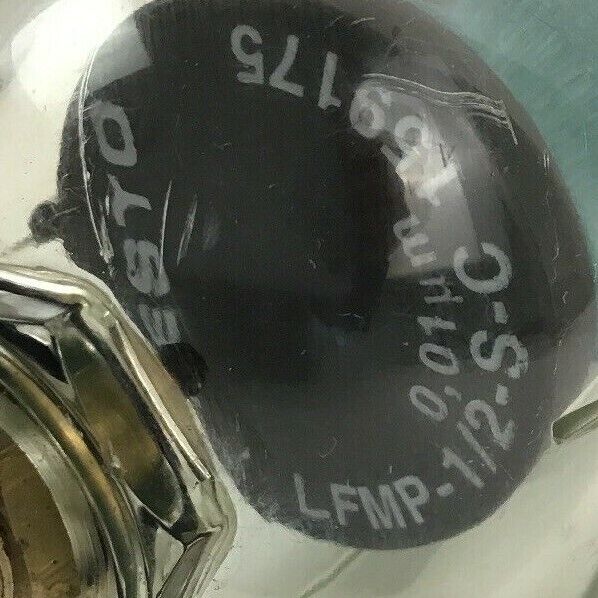 ESTO
LFMP-1/2-S-C
0,01µm
175